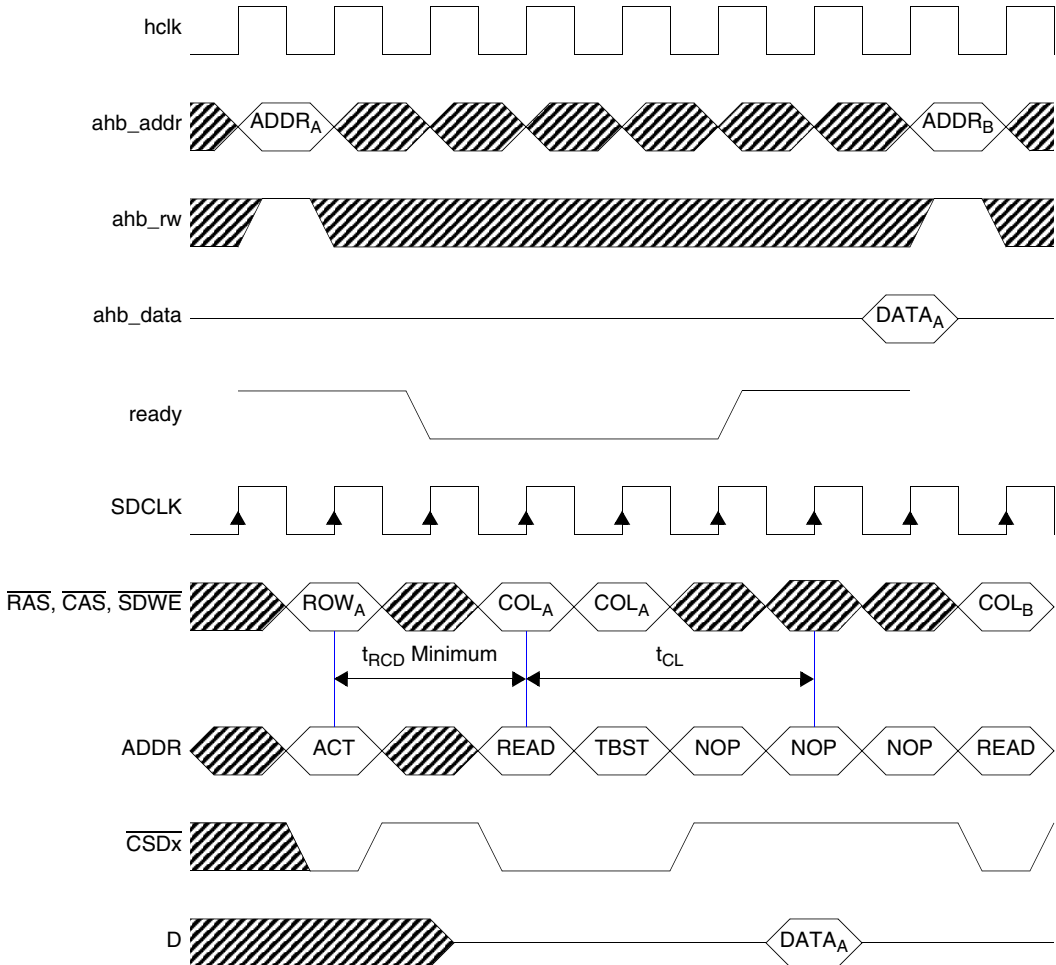 hclk
ahb_addr ADDRA ADDRB
ahb_rw
ahb_data DATAA
ready
SDCLK
RAS, CAS, SDWE ROWA COLA COLA COLB
tRCD Minimum tCL
ADDR ACT READ TBST NOP NOP NOP READ
CSDx
D DATAA